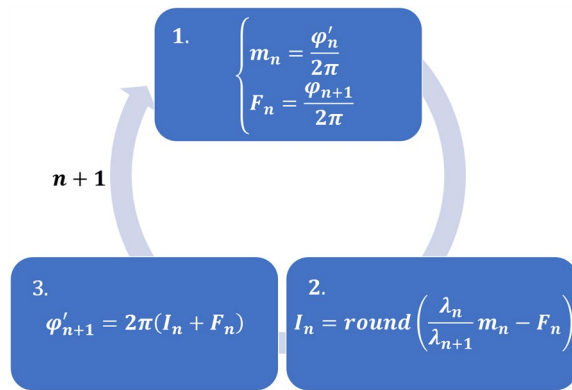 1.
m_n = φ'_n / 2π
F_n = φ_{n+1} / 2π
n + 1
3.
φ'_{n+1} = 2π(I_n + F_n)
2.
I_n = round(λ_n / λ_{n+1} m_n − F_n)